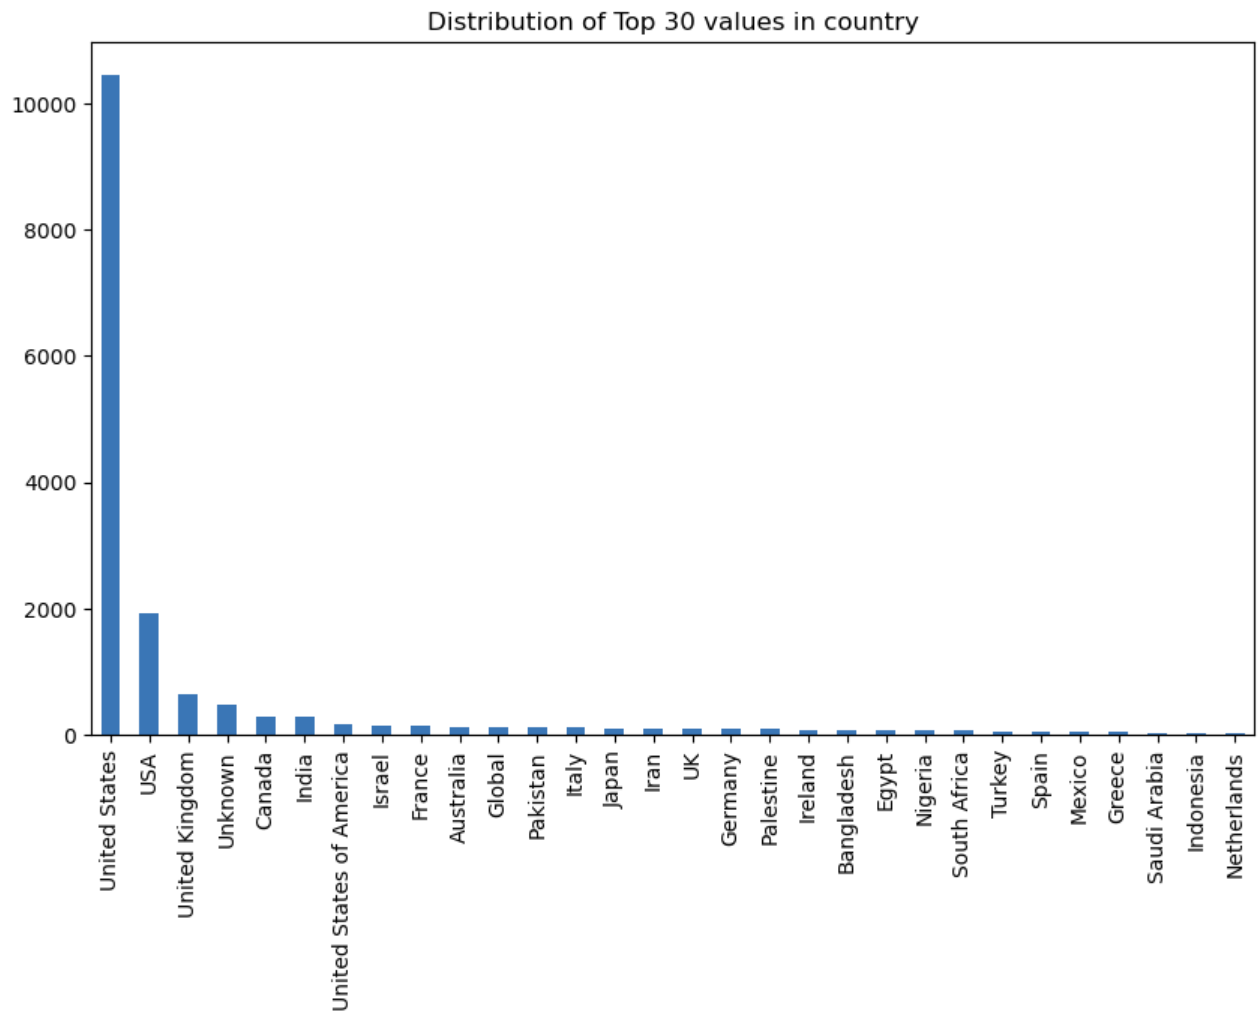 Distribution of Top 30 values in country
10000
8000
6000
4000
2000
0
United States
USA
United Kingdom
Unknown
Canada
India
United States of America
Israel
France
Australia
Global
Pakistan
Italy
Japan
Iran
UK
Germany
Palestine
Ireland
Bangladesh
Egypt
Nigeria
South Africa
Turkey
Spain
Mexico
Greece
Saudi Arabia
Indonesia
Netherlands